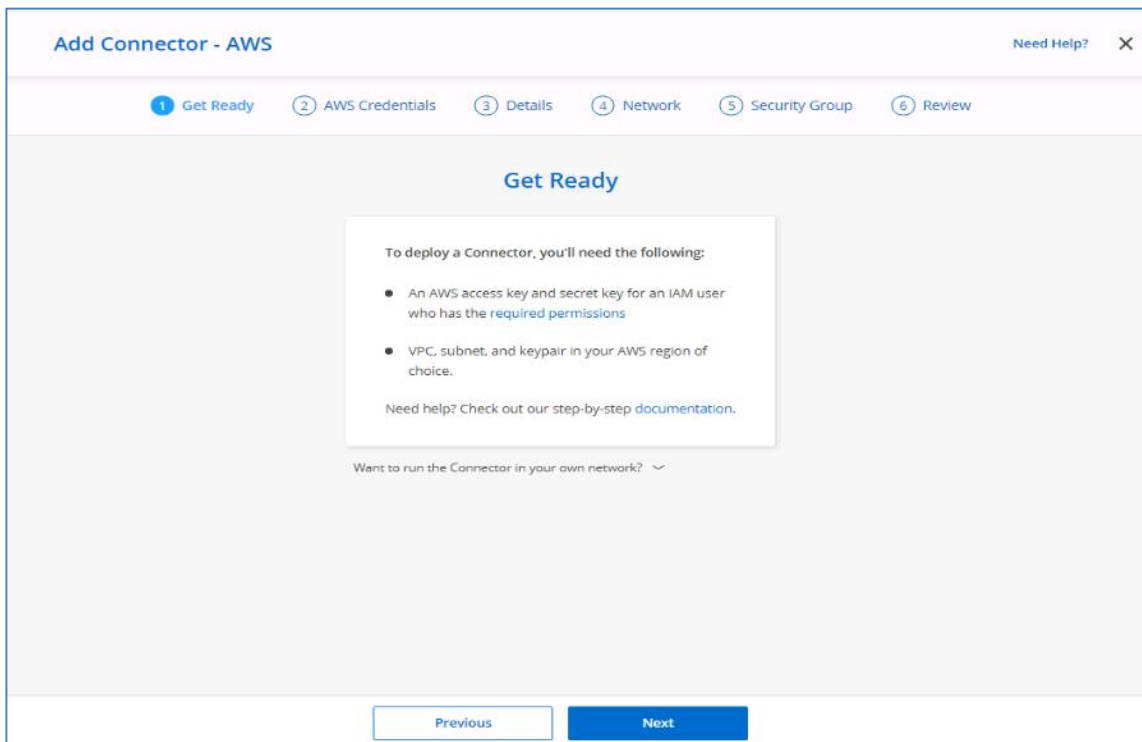 Add Connector - AWS
Need Help?
1 Get Ready
2 AWS Credentials
3 Details
4 Network
5 Security Group
6 Review
Get Ready
To deploy a Connector, you'll need the following:
An AWS access key and secret key for an IAM user
who has the required permissions
VPC, subnet, and keypair in your AWS region of
choice.
Need help? Check out our step-by-step documentation.
Want to run the Connector in your own network?
Previous
Next